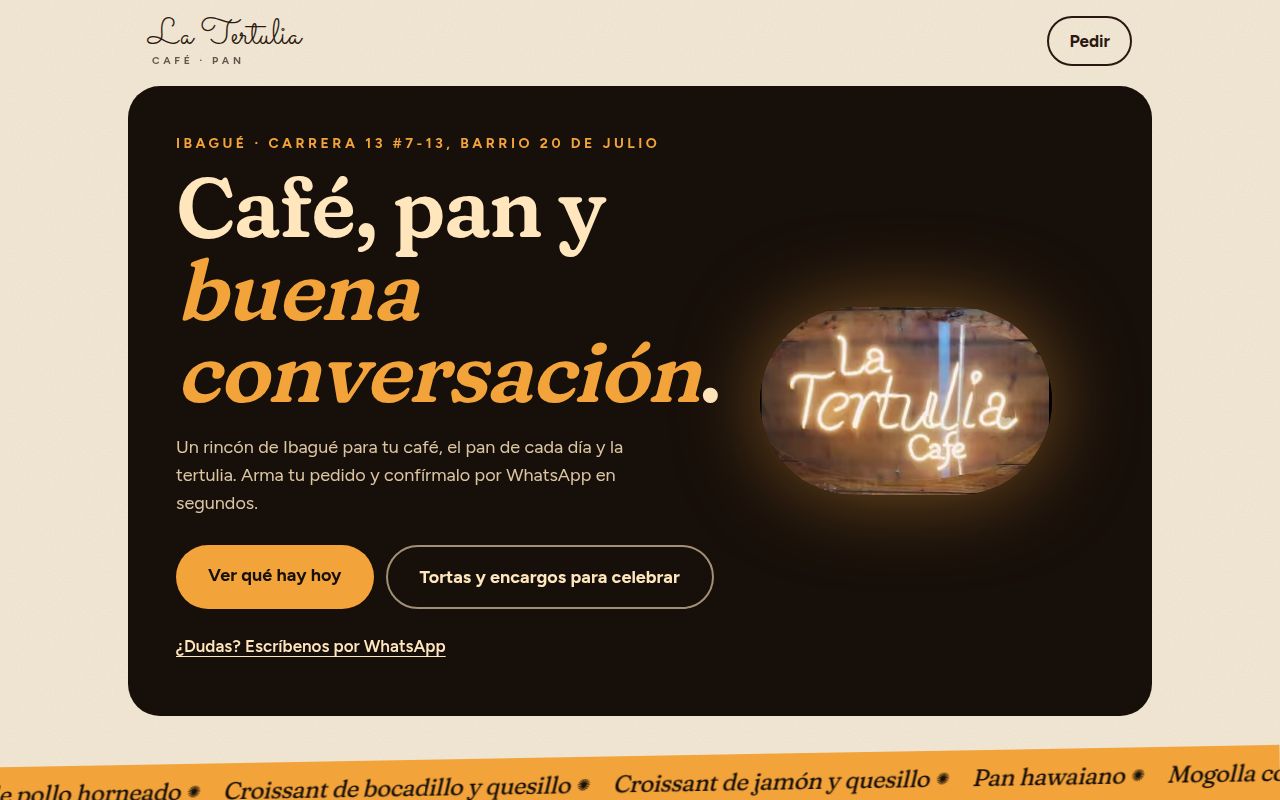 La Tertulia
CAFÉ · PAN
Pedir
IBAGUÉ · CARRERA 13 #7-13, BARRIO 20 DE JULIO
Café, pan y
buena
conversación.
Un rincón de Ibagué para tu café, el pan de cada día y la
tertulia. Arma tu pedido y confírmalo por WhatsApp en
segundos.
Ver qué hay hoy
Tortas y encargos para celebrar
¿Dudas? Escríbenos por WhatsApp
La
Tertulia
Cafe
pollo horneado ✺ Croissant de bocadillo y quesillo ✺ Croissant de jamón y quesillo ✺ Pan hawaiano ✺ Mogolla